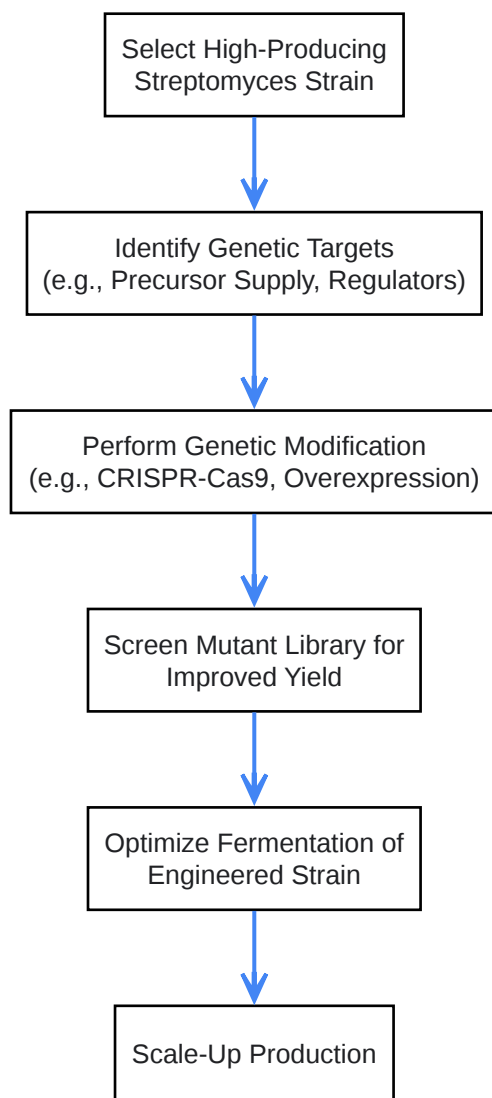 Select High-Producing
Streptomyces Strain
Identify Genetic Targets
(e.g., Precursor Supply, Regulators)
Perform Genetic Modification
(e.g., CRISPR-Cas9, Overexpression)
Screen Mutant Library for
Improved Yield
Optimize Fermentation of
Engineered Strain
Scale-Up Production